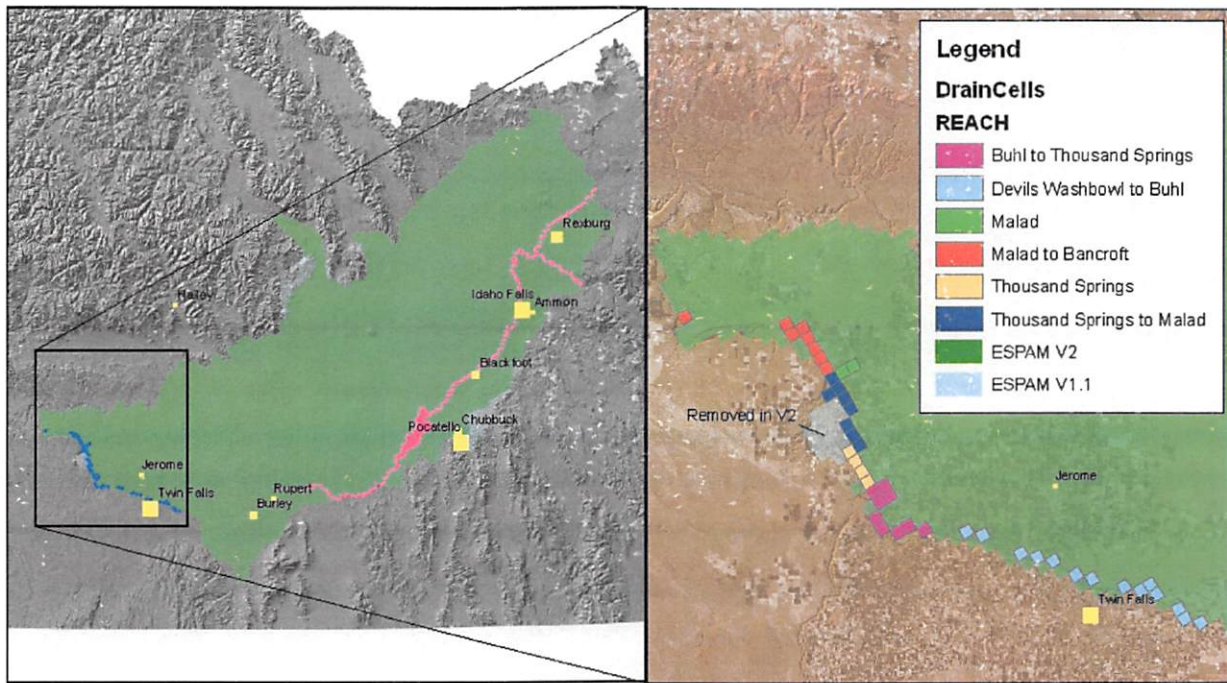 Rexburg
Hailey
Idaho Falls
Ammon
Blackfoot
Chubbuck
Pocatello
Jerome
Twin Falls
Rupert
Burley
Legend
DrainCells
REACH
Buhl to Thousand Springs
Devils Washbowl to Buhl
Malad
Malad to Bancroft
Thousand Springs
Thousand Springs to Malad
ESPAM V2
ESPAM V1.1
Removed in V2
Jerome
Twin Falls